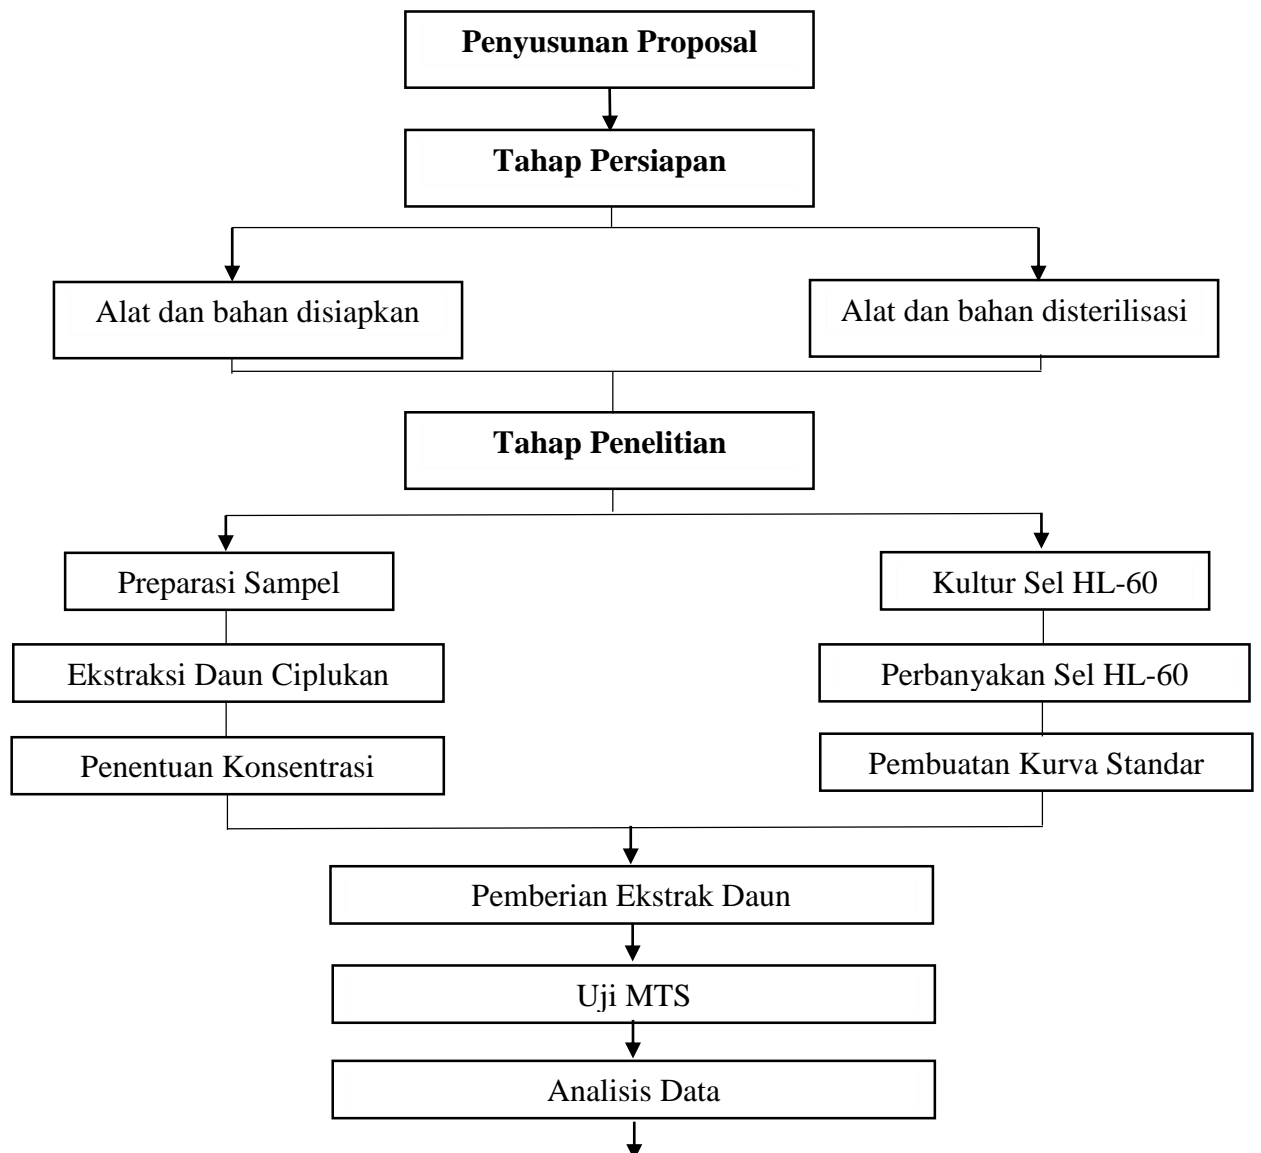 Penyusunan Proposal
Tahap Persiapan
Alat dan bahan disiapkan
Alat dan bahan disterilisasi
Tahap Penelitian
Preparasi Sampel
Kultur Sel HL-60
Ekstraksi Daun Ciplukan
Perbanyakan Sel HL-60
Penentuan Konsentrasi
Pembuatan Kurva Standar
Pemberian Ekstrak Daun
Uji MTS
Analisis Data